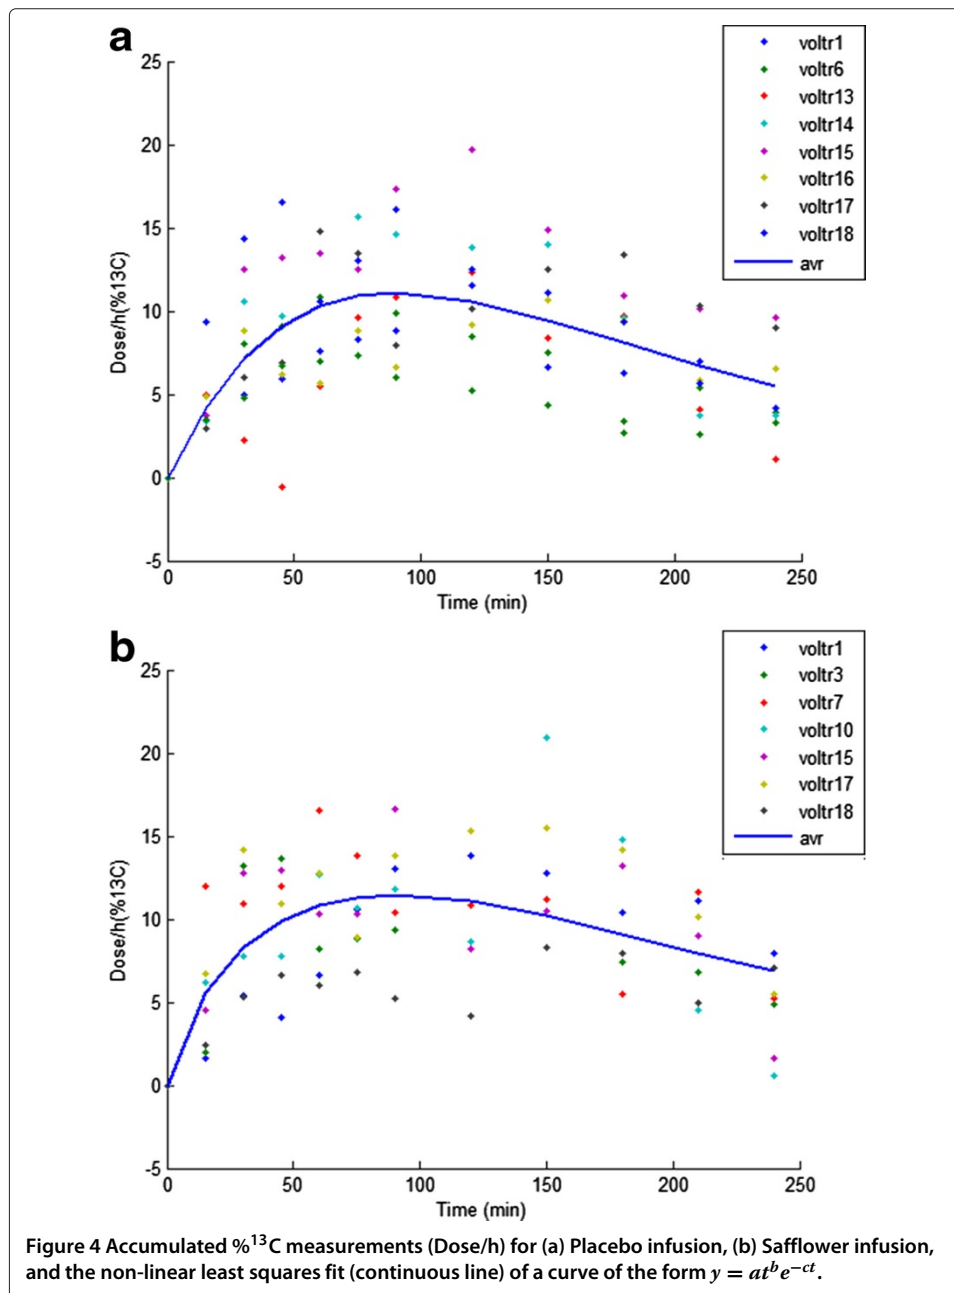 a
25
20
15
10
5
0
-5
0 50 100 150 200 250
Dose/h(%13C)
Time (min)
voltr1
voltr6
voltr13
voltr14
voltr15
voltr16
voltr17
voltr18
avr
b
25
20
15
10
5
0
-5
0 50 100 150 200 250
Dose/h(%13C)
Time (min)
voltr1
voltr3
voltr7
voltr10
voltr15
voltr17
voltr18
avr
Figure 4 Accumulated %¹³C measurements (Dose/h) for (a) Placebo infusion, (b) Safflower infusion,
and the non-linear least squares fit (continuous line) of a curve of the form y = atᵇe⁻ᶜᵗ.